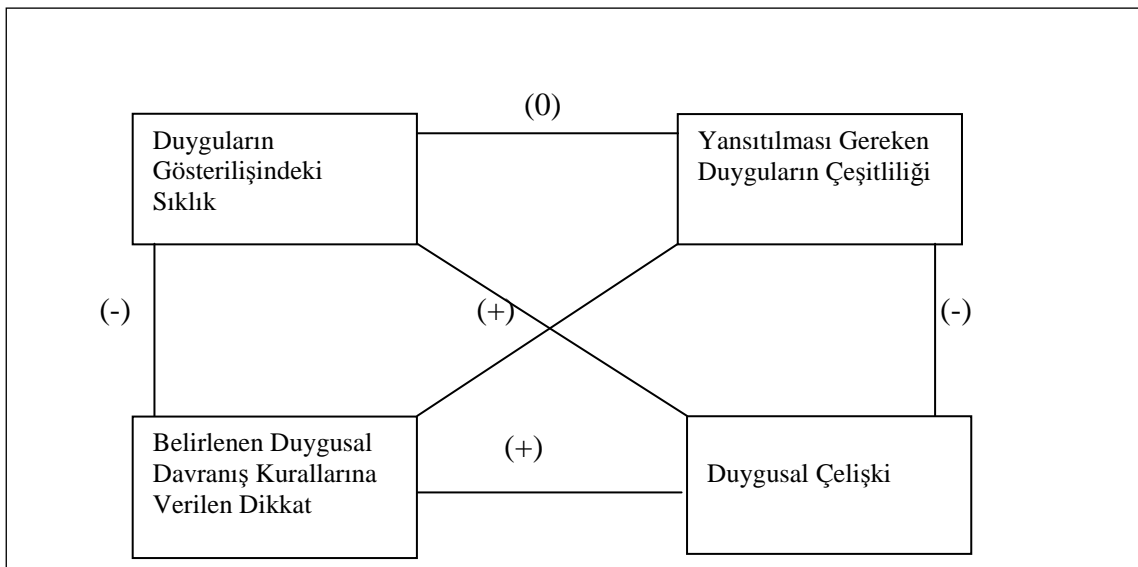 (0)
Duyguların
Gösterilişindeki
Sıklık
Yansıtılması Gereken
Duyguların Çeşitliliği
(-)
(+)
(-)
Belirlenen Duygusal
Davranış Kurallarına
Verilen Dikkat
(+)
Duygusal Çelişki